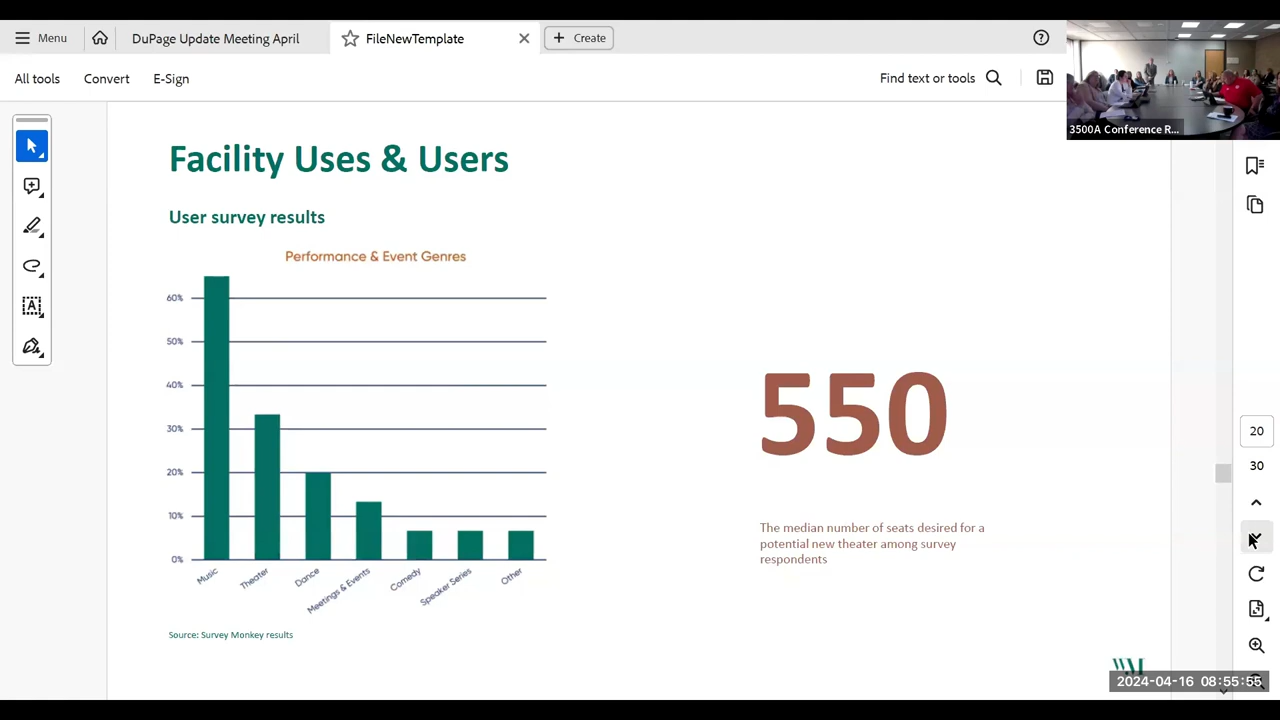 Menu
DuPage Update Meeting April
FileNewTemplate
Create
All tools
Convert
E-Sign
Find text or tools
3500A Conference R...
Facility Uses & Users
User survey results
Performance & Event Genres
60%
50%
40%
30%
20%
10%
0%
Music
Theater
Dance
Meetings & Events
Comedy
Speaker Series
Other
Source: Survey Monkey results
550
The median number of seats desired for a
potential new theater among survey
respondents
20
30
WM
2024-04-16 08:55:55